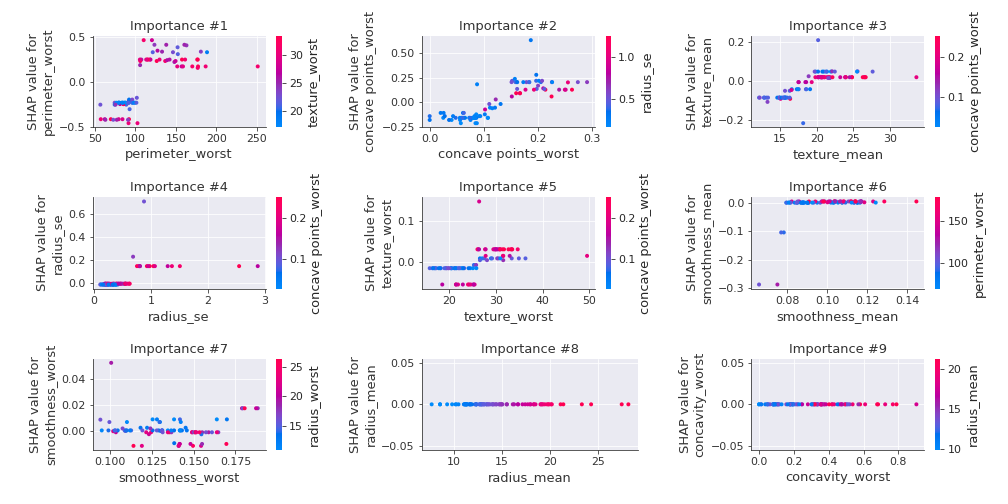 Importance #1
0.5
0.0
−0.5
50
100
150
200
250
perimeter_worst
SHAP value for
perimeter_worst
30
25
20
texture_worst
Importance #2
0.50
0.25
0.00
−0.25
0.0
0.1
0.2
0.3
concave points_worst
SHAP value for
concave points_worst
1.0
0.5
radius_se
Importance #3
0.2
0.0
−0.2
15
20
25
30
texture_mean
SHAP value for
texture_mean
0.2
0.1
concave points_worst
Importance #4
0.6
0.4
0.2
0.0
0
1
2
3
radius_se
SHAP value for
radius_se
0.2
0.1
concave points_worst
Importance #5
0.1
0.0
20
30
40
50
texture_worst
SHAP value for
texture_worst
0.2
0.1
concave points_worst
Importance #6
0.0
−0.1
−0.2
−0.3
0.08
0.10
0.12
0.14
smoothness_mean
SHAP value for
smoothness_mean
150
100
perimeter_worst
Importance #7
0.04
0.02
0.00
0.100
0.125
0.150
0.175
smoothness_worst
SHAP value for
smoothness_worst
25
20
15
radius_worst
Importance #8
0.05
0.00
−0.05
10
15
20
25
radius_mean
SHAP value for
radius_mean
Importance #9
0.05
0.00
−0.05
0.0
0.2
0.4
0.6
0.8
concavity_worst
SHAP value for
concavity_worst
20
15
10
radius_mean